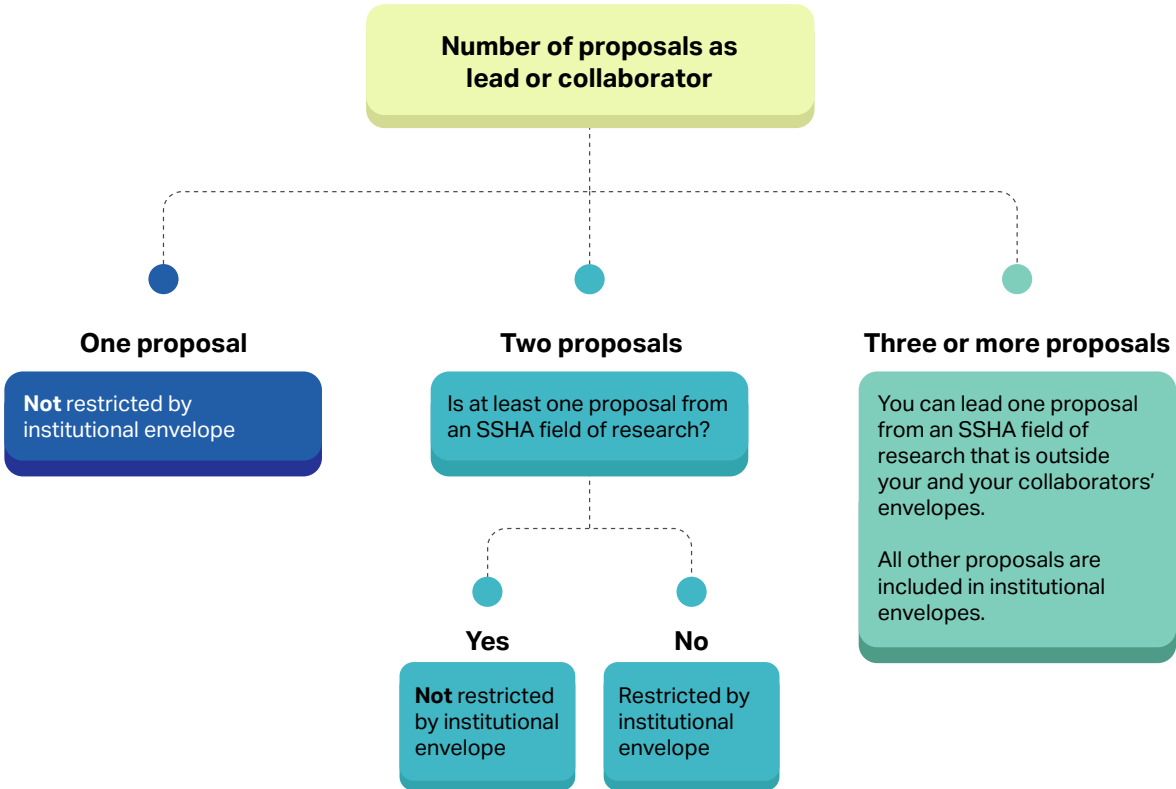 Number of proposals as
lead or collaborator
One proposal
Not restricted by
institutional envelope
Two proposals
Is at least one proposal from
an SSHA field of research?
Yes
Not restricted
by institutional
envelope
No
Restricted by
institutional
envelope
Three or more proposals
You can lead one proposal
from an SSHA field of
research that is outside
your and your collaborators’
envelopes.
All other proposals are
included in institutional
envelopes.